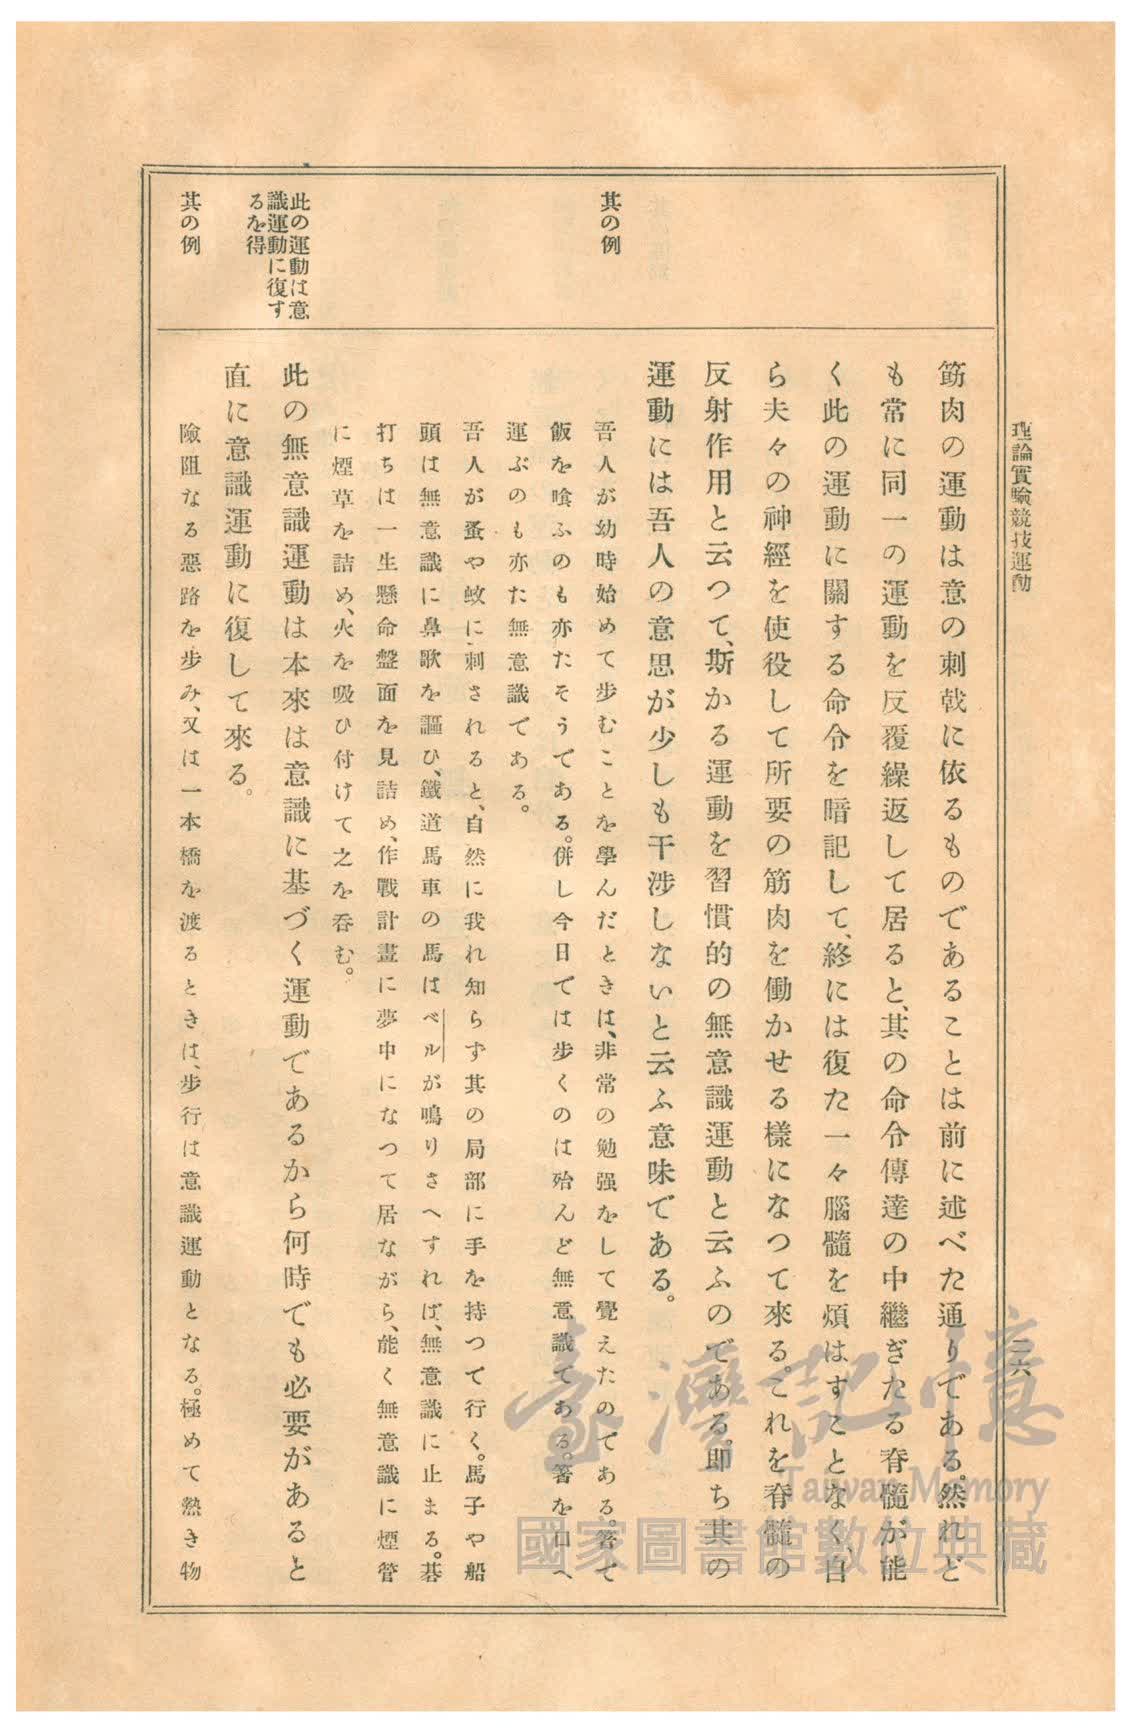 理論實驗競技運動
二六
筋肉の運動は意の刺戟に依るものであることは前に述べた通りである。然れど
も常に同一の運動を反覆繰返して居ると、其の命令傳達の中繼ぎたる脊髓が能
く此の運動に關する命令を暗記して、終には復た一々腦髓を煩はすことなく、自
ら夫々の神經を使役して所要の筋肉を働かせる樣になつて來る。これを脊髓の
反射作用と云つて、斯かる運動を習慣的の無意識運動と云ふのである。即ち其の
運動には吾人の意思が少しも干涉しないと云ふ意味である。
其の例
吾人が幼時始めて步むことを學んだときは、非常の勉强をして覺えたのである。箸で
飯を喰ふのも亦たそうである。併し今日では步くのは殆んど無意識である。箸を口へ
運ぶのも亦た無意識である。
吾人が蚤や蚊に刺されると、自然に我れ知らず其の局部に手を持つて行く。馬子や船
頭は無意識に鼻歌を謳ひ、鐵道馬車の馬はベルが鳴りさへすれば、無意識に止まる。碁
打ちは一生懸命盤面を見詰め、作戰計畫に夢中になつて居ながら、能く無意識に煙管
に煙草を詰め、火を吸ひ付けて之を呑む。
此の運動は意
識運動に復す
るを得
此の無意識運動は本來は意識に基づく運動であるから何時でも必要があると
直に意識運動に復して來る。
其の例
險阻なる惡路を步み、又は一本橋を渡るときは、步行は意識運動となる。極めて熱き物
臺灣記憶
Taiwan Memory
國家圖書館數位典藏